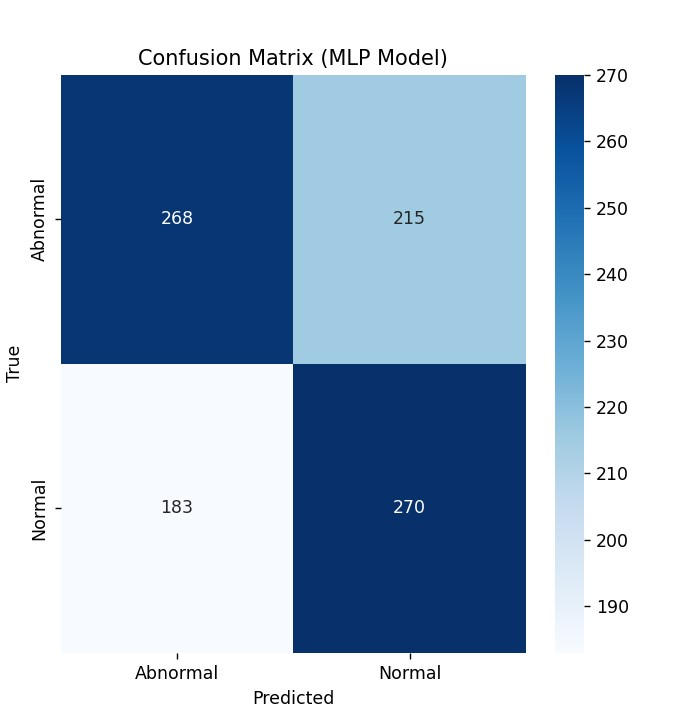 Confusion Matrix (MLP Model)
True
Abnormal
268
215
Normal
183
270
Abnormal
Normal
Predicted
270
260
250
240
230
220
210
200
190